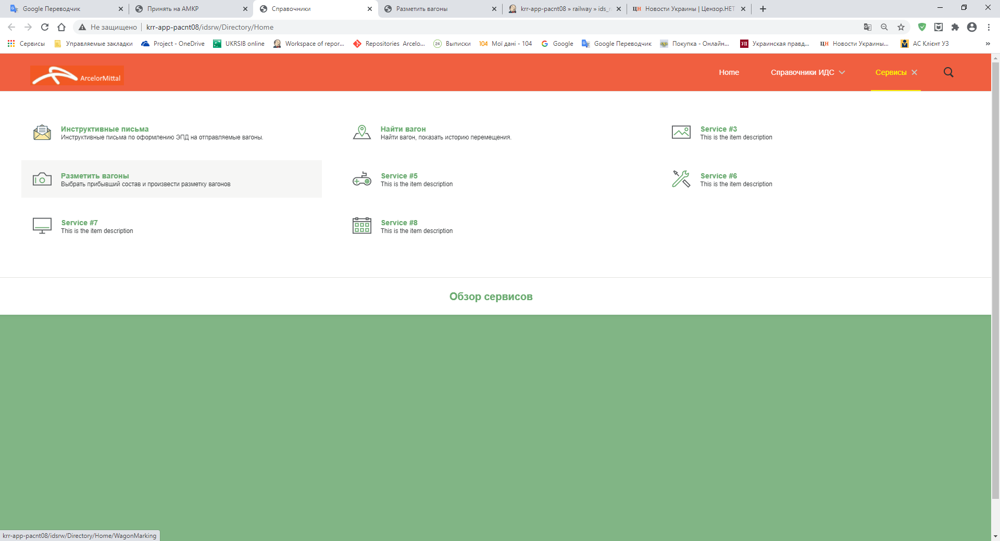 Google Переводчик
Принять на АМКР
Справочники
Разметить вагоны
krr-app-pacnt08 » railway » ids_r
ЦН Новости Украины | Цензор.НЕТ
Не защищено
krr-app-pacnt08/idsrw/Directory/Home
Сервисы
Управляемые закладки
Project - OneDrive
UKRSIB online
Workspace of repor...
Repositories Arcelo...
24 Выписки
104 Мої дані - 104
Google
Google Переводчик
Покупка - Онлайн...
УП Украинская правд...
ЦН Новости Украины...
АС Клієнт УЗ
»
ArcelorMittal
Home
Справочники ИДС
Сервисы
Инструктивные письма
Инструктивные письма по оформлению ЭПД на отправляемые вагоны.
Найти вагон
Найти вагон, показать историю перемещения.
Service #3
This is the item description
Разметить вагоны
Выбрать прибывший состав и произвести разметку вагонов
Service #5
This is the item description
Service #6
This is the item description
Service #7
This is the item description
Service #8
This is the item description
Обзор сервисов
krr-app-pacnt08/idsrw/Directory/Home/WagonMarking